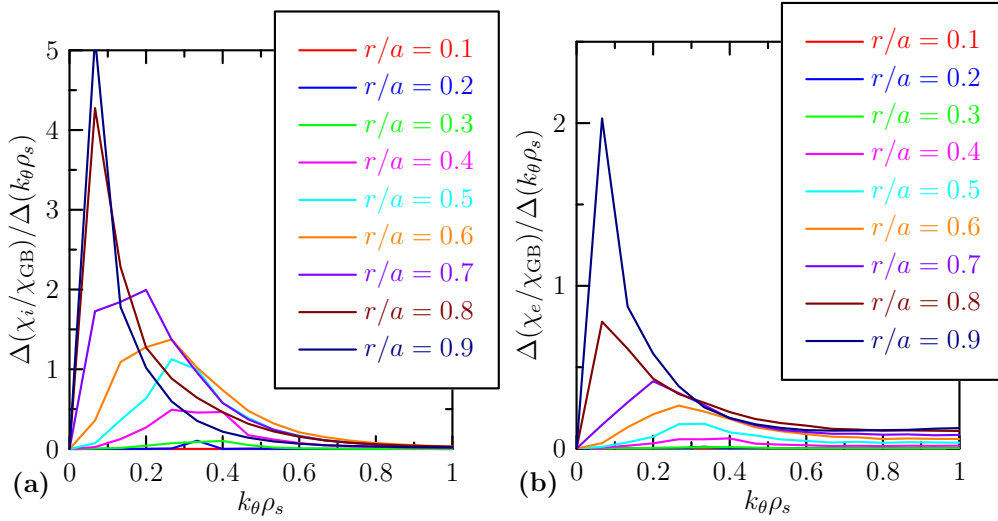 Δ(χ_i/χ_GB)/Δ(k_θρ_s)
5
4
3
2
1
0
0
0.2
0.4
0.6
0.8
1
k_θρ_s
(a)
r/a = 0.1
r/a = 0.2
r/a = 0.3
r/a = 0.4
r/a = 0.5
r/a = 0.6
r/a = 0.7
r/a = 0.8
r/a = 0.9
Δ(χ_e/χ_GB)/Δ(k_θρ_s)
2
1
0
0
0.2
0.4
0.6
0.8
1
k_θρ_s
(b)
r/a = 0.1
r/a = 0.2
r/a = 0.3
r/a = 0.4
r/a = 0.5
r/a = 0.6
r/a = 0.7
r/a = 0.8
r/a = 0.9